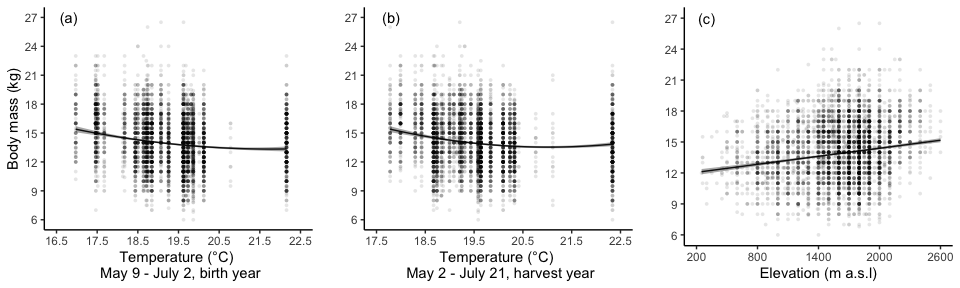 (a)
27
24
21
18
15
12
9
6
Body mass (kg)
16.5 17.5 18.5 19.5 20.5 21.5 22.5
Temperature (°C)
May 9 - July 2, birth year
(b)
27
24
21
18
15
12
9
6
17.5 18.5 19.5 20.5 21.5 22.5
Temperature (°C)
May 2 - July 21, harvest year
(c)
27
24
21
18
15
12
9
6
200 800 1400 2000 2600
Elevation (m a.s.l)